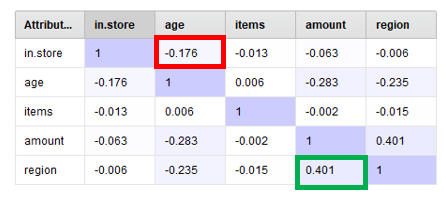 Attribut... in.store age items amount region
in.store 1 -0.176 -0.013 -0.063 -0.006
age -0.176 1 0.006 -0.283 -0.235
items -0.013 0.006 1 -0.002 -0.015
amount -0.063 -0.283 -0.002 1 0.401
region -0.006 -0.235 -0.015 0.401 1